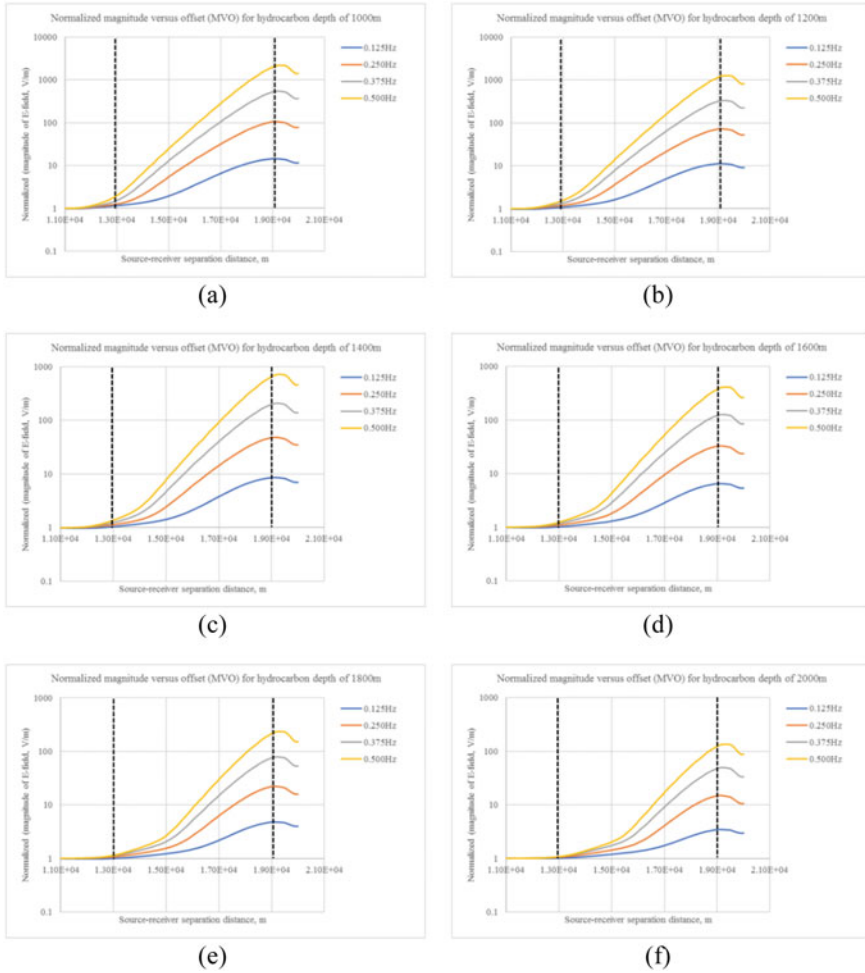 Normalized magnitude versus offset (MVO) for hydrocarbon depth of 1000m
Normalized (magnitude of E-field, V/m)
10000
1000
100
10
1
0.1
1.10E+04 1.30E+04 1.50E+04 1.70E+04 1.90E+04 2.10E+04
Source-receiver separation distance, m
0.125Hz
0.250Hz
0.375Hz
0.500Hz
(a)
Normalized magnitude versus offset (MVO) for hydrocarbon depth of 1200m
Normalized (magnitude of E-field, V/m)
10000
1000
100
10
1
0.1
1.10E+04 1.30E+04 1.50E+04 1.70E+04 1.90E+04 2.10E+04
Source-receiver separation distance, m
0.125Hz
0.250Hz
0.375Hz
0.500Hz
(b)
Normalized magnitude versus offset (MVO) for hydrocarbon depth of 1400m
Normalized (magnitude of E-field, V/m)
1000
100
10
1
0.1
1.10E+04 1.30E+04 1.50E+04 1.70E+04 1.90E+04 2.10E+04
Source-receiver separation distance, m
0.125Hz
0.250Hz
0.375Hz
0.500Hz
(c)
Normalized magnitude versus offset (MVO) for hydrocarbon depth of 1600m
Normalized (magnitude of E-field, V/m)
1000
100
10
1
0.1
1.10E+04 1.30E+04 1.50E+04 1.70E+04 1.90E+04 2.10E+04
Source-receiver separation distance, m
0.125Hz
0.250Hz
0.375Hz
0.500Hz
(d)
Normalized magnitude versus offset (MVO) for hydrocarbon depth of 1800m
Normalized (magnitude of E-field, V/m)
1000
100
10
1
0.1
1.10E+04 1.30E+04 1.50E+04 1.70E+04 1.90E+04 2.10E+04
Source-receiver separation distance, m
0.125Hz
0.250Hz
0.375Hz
0.500Hz
(e)
Normalized magnitude versus offset (MVO) for hydrocarbon depth of 2000m
Normalized (magnitude of E-field, V/m)
1000
100
10
1
0.1
1.10E+04 1.30E+04 1.50E+04 1.70E+04 1.90E+04 2.10E+04
Source-receiver separation distance, m
0.125Hz
0.250Hz
0.375Hz
0.500Hz
(f)